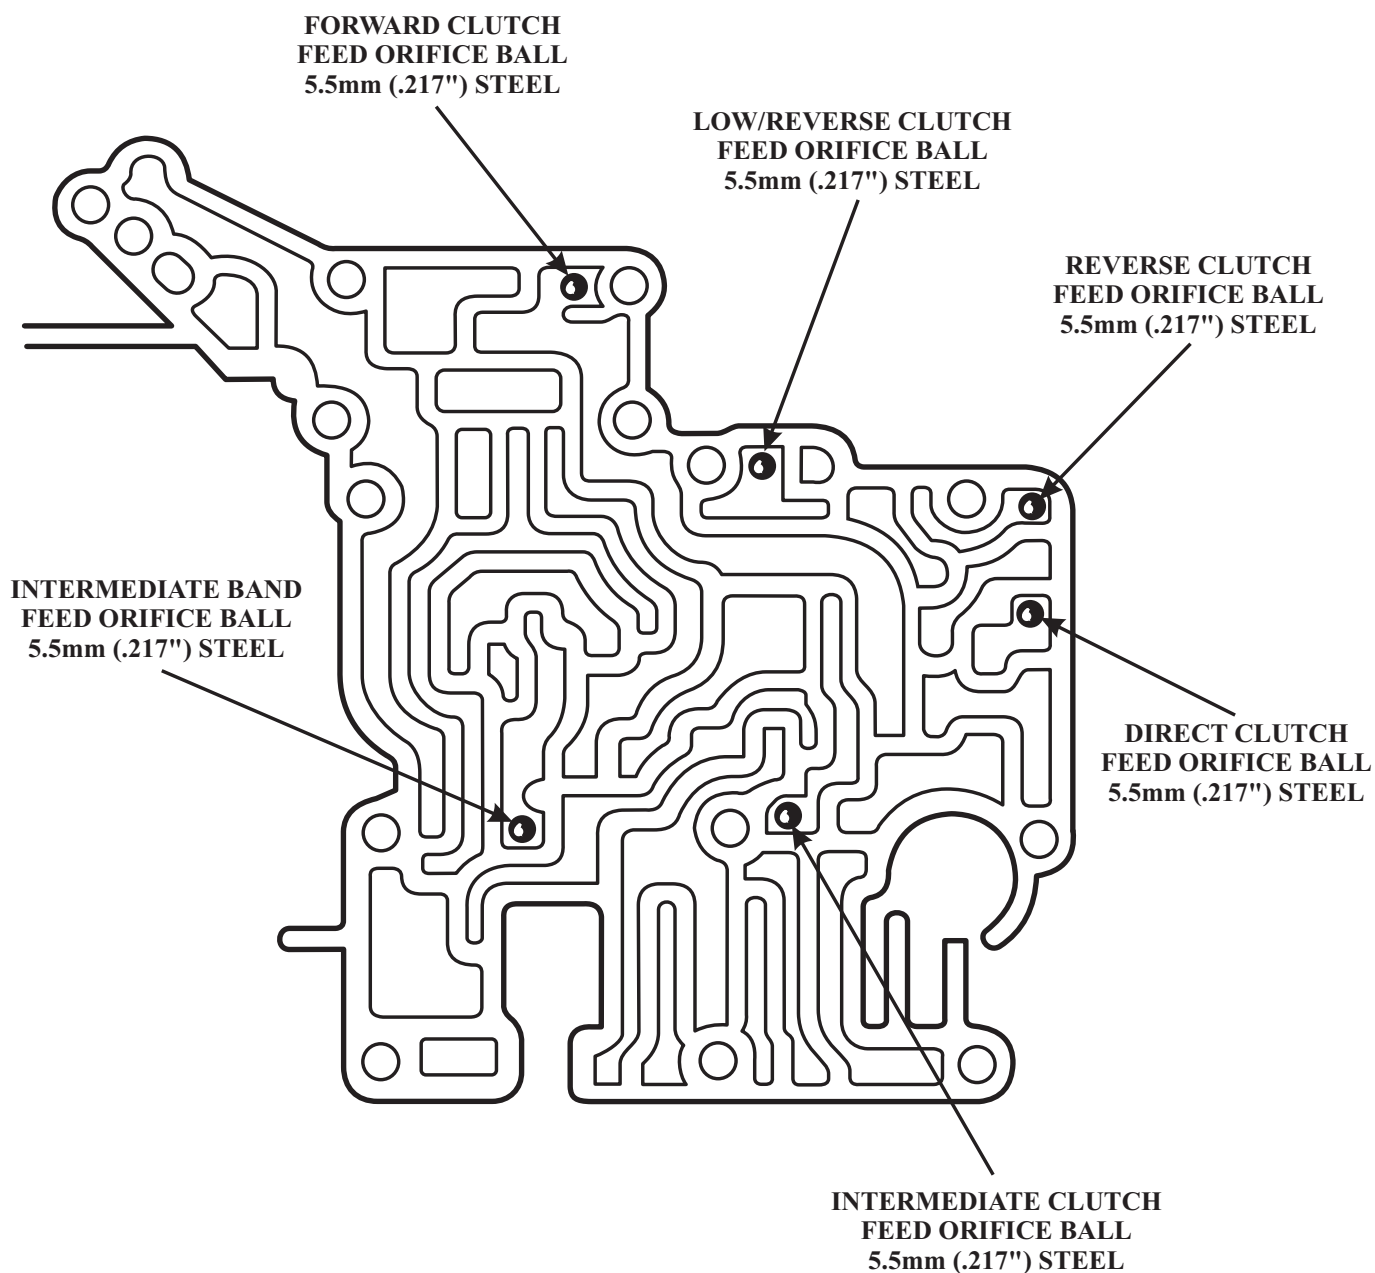 FORWARD CLUTCH
FEED ORIFICE BALL
5.5mm (.217") STEEL
LOW/REVERSE CLUTCH
FEED ORIFICE BALL
5.5mm (.217") STEEL
REVERSE CLUTCH
FEED ORIFICE BALL
5.5mm (.217") STEEL
INTERMEDIATE BAND
FEED ORIFICE BALL
5.5mm (.217") STEEL
DIRECT CLUTCH
FEED ORIFICE BALL
5.5mm (.217") STEEL
INTERMEDIATE CLUTCH
FEED ORIFICE BALL
5.5mm (.217") STEEL